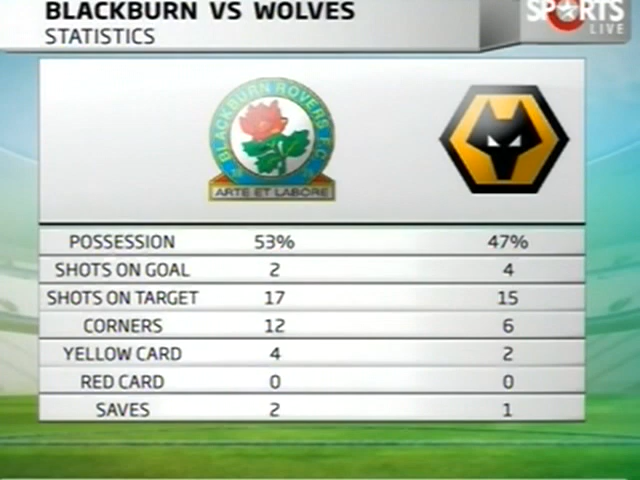 BLACKBURN VS WOLVES
STATISTICS
SPORTS
LIVE
BLACKBURN ROVERS F.C.
ARTE ET LABORE
POSSESSION 53% 47%
SHOTS ON GOAL 2 4
SHOTS ON TARGET 17 15
CORNERS 12 6
YELLOW CARD 4 2
RED CARD 0 0
SAVES 2 1